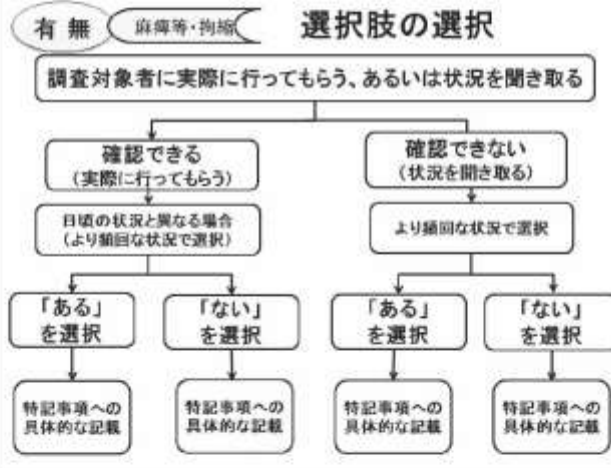 有無 麻痺等・拘縮 選択肢の選択
調査対象者に実際に行ってもらう、あるいは状況を聞き取る
確認できる
(実際に行ってもらう)
確認できない
(状況を聞き取る)
日頃の状況と異なる場合
(より頻回な状況で選択)
より頻回な状況で選択
「ある」
を選択
「ない」
を選択
「ある」
を選択
「ない」
を選択
特記事項への
具体的な記載
特記事項への
具体的な記載
特記事項への
具体的な記載
特記事項への
具体的な記載